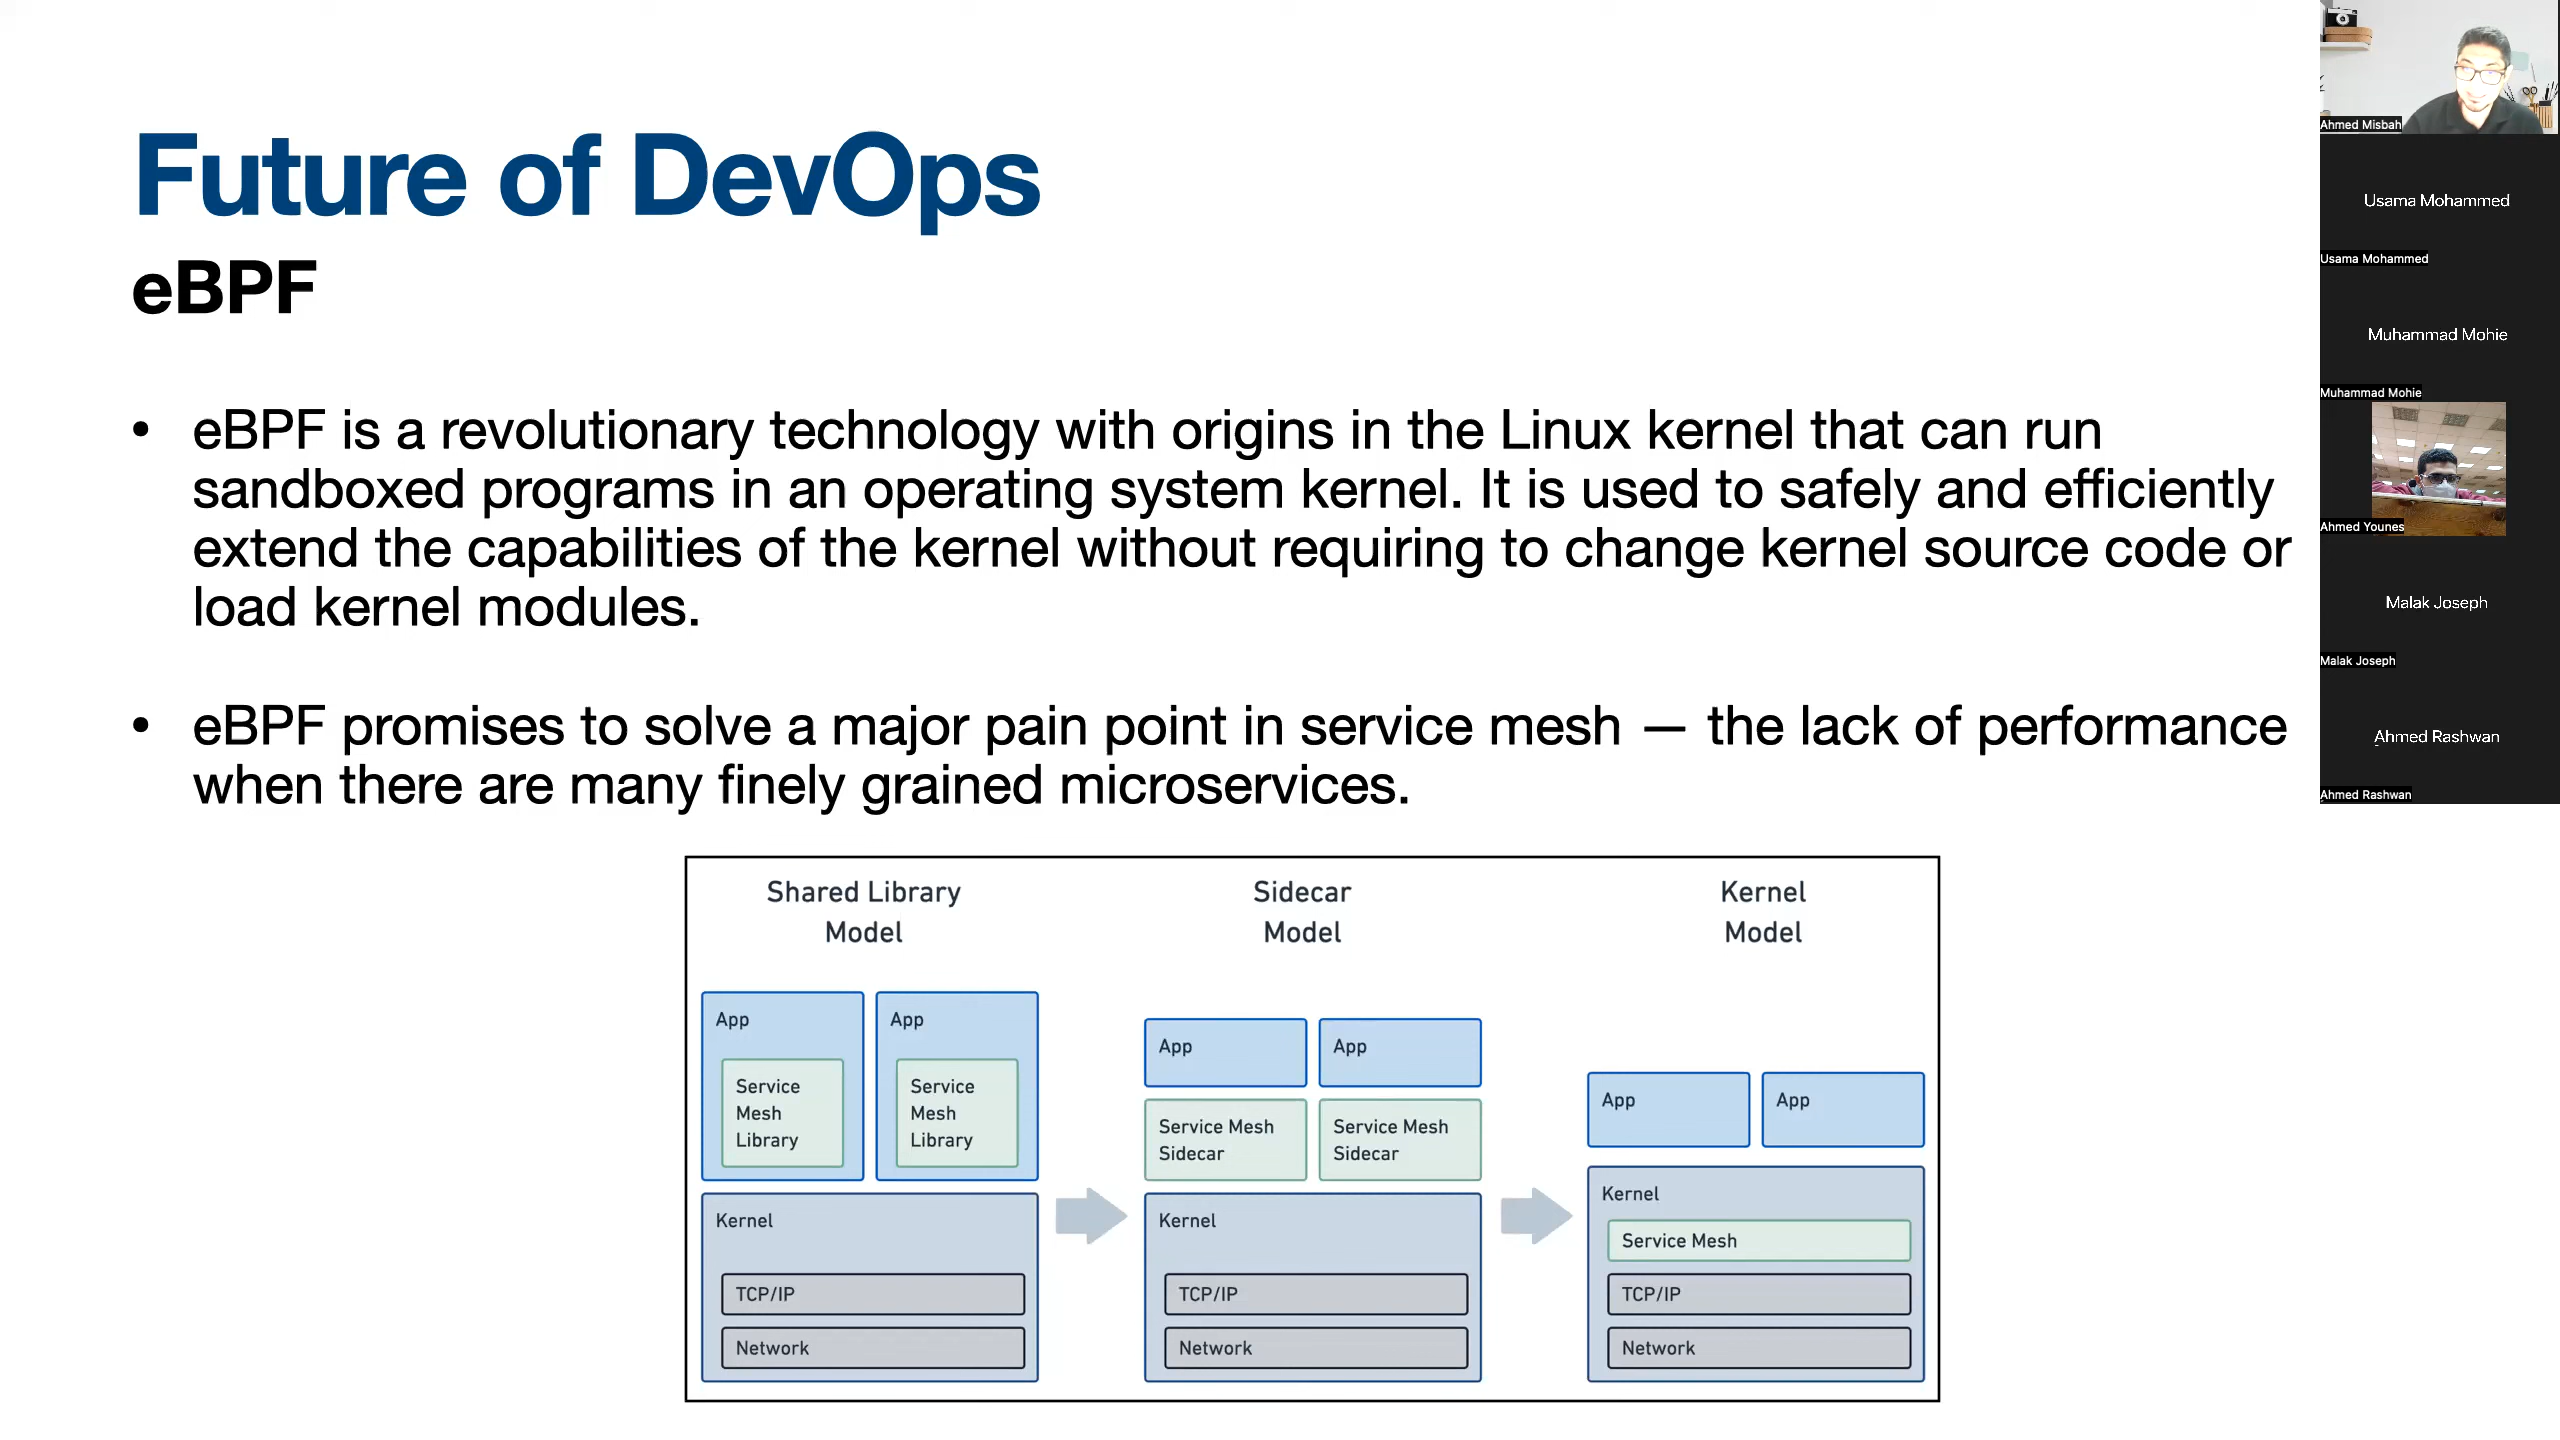 Future of DevOps
eBPF
• eBPF is a revolutionary technology with origins in the Linux kernel that can run
sandboxed programs in an operating system kernel. It is used to safely and efficiently
extend the capabilities of the kernel without requiring to change kernel source code or
load kernel modules.
• eBPF promises to solve a major pain point in service mesh — the lack of performance
when there are many finely grained microservices.
Shared Library
Model
App
Service
Mesh
Library
App
Service
Mesh
Library
Kernel
TCP/IP
Network
Sidecar
Model
App
App
Service Mesh
Sidecar
Service Mesh
Sidecar
Kernel
TCP/IP
Network
Kernel
Model
App
App
Kernel
Service Mesh
TCP/IP
Network
Ahmed Misbah
Usama Mohammed
Usama Mohammed
Muhammad Mohie
Muhammad Mohie
Ahmed Younes
Malak Joseph
Malak Joseph
Ahmed Rashwan
Ahmed Rashwan